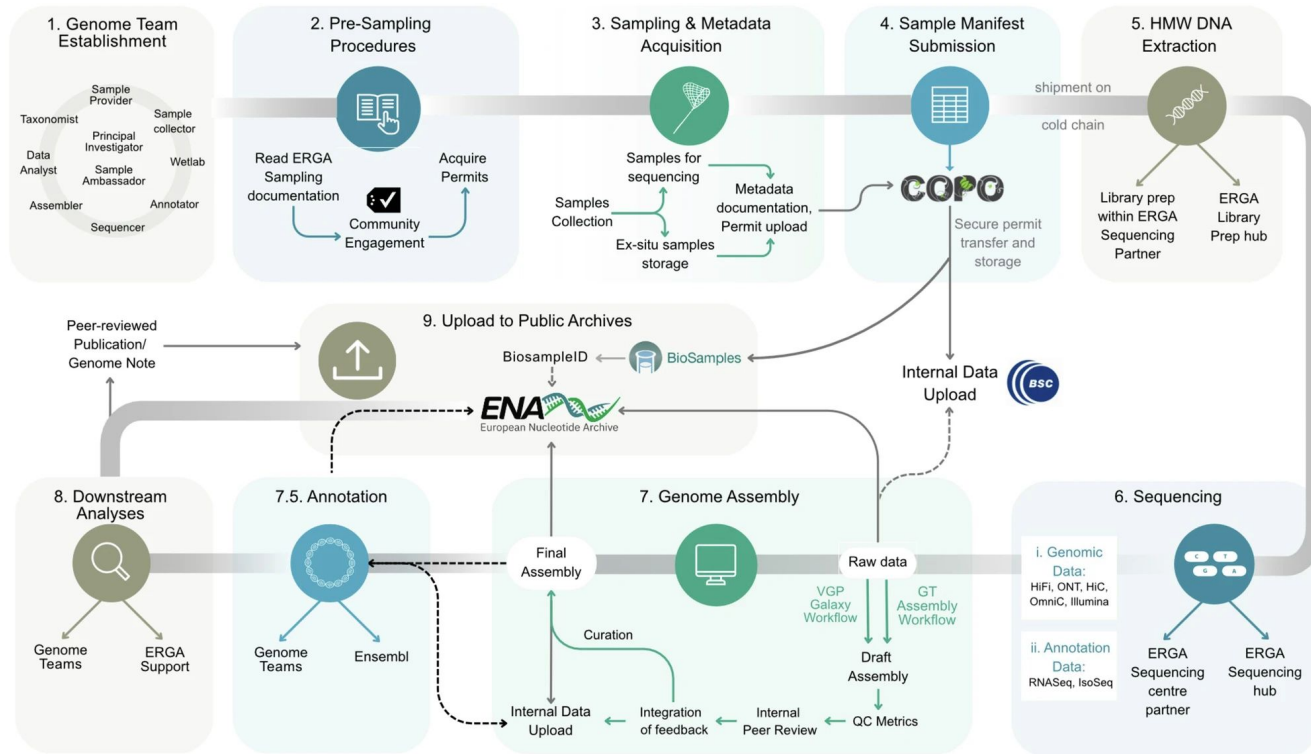 1. Genome Team
Establishment
Sample
Provider
Taxonomist
Sample
collector
Principal
Investigator
Data
Analyst
Sample
Ambassador
Wetlab
Assembler
Annotator
Sequencer
2. Pre-Sampling
Procedures
Read ERGA
Sampling
documentation
Community
Engagement
Acquire
Permits
3. Sampling & Metadata
Acquisition
Samples for
sequencing
Samples
Collection
Ex-situ samples
storage
Metadata
documentation,
Permit upload
4. Sample Manifest
Submission
COPO
Secure permit
transfer and
storage
shipment on
cold chain
5. HMW DNA
Extraction
Library prep
within ERGA
Sequencing
Partner
ERGA
Library
Prep hub
Peer-reviewed
Publication/
Genome Note
9. Upload to Public Archives
BiosampleID
BioSamples
ENA
European Nucleotide Archive
Internal Data
Upload
BSC
8. Downstream
Analyses
Genome
Teams
ERGA
Support
7.5. Annotation
Genome
Teams
Ensembl
7. Genome Assembly
Final
Assembly
Raw data
VGP
Galaxy
Workflow
GT
Assembly
Workflow
Curation
Draft
Assembly
Internal Data
Upload
Integration
of feedback
Internal
Peer Review
QC Metrics
6. Sequencing
i. Genomic
Data:
HiFi, ONT, HiC,
OmniC, Illumina
ii. Annotation
Data:
RNASeq, IsoSeq
C T
G A
ERGA
Sequencing
centre
partner
ERGA
Sequencing
hub